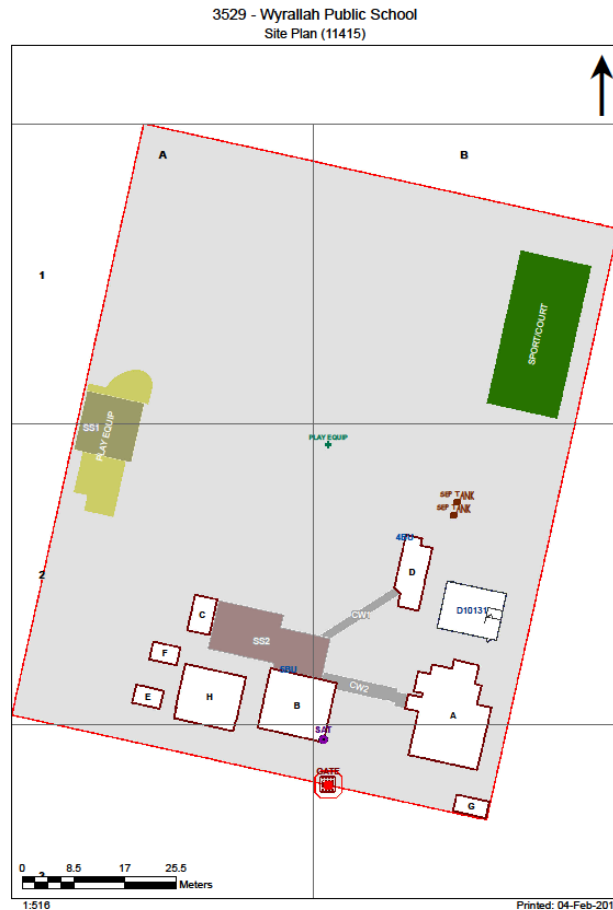 3529 - Wyrallah Public School
Site Plan (11415)
A
B
1
SPORT/COURT
SS1
PLAY EQUIP
PLAY EQUIP
SEP TANK
SEP TANK
4BU
D
2
D10131
C
CW1
SS2
F
5BU
E
H
B
CW2
A
SAT
GATE
G
0 8.5 17 25.5
Meters
1:516
Printed: 04-Feb-201